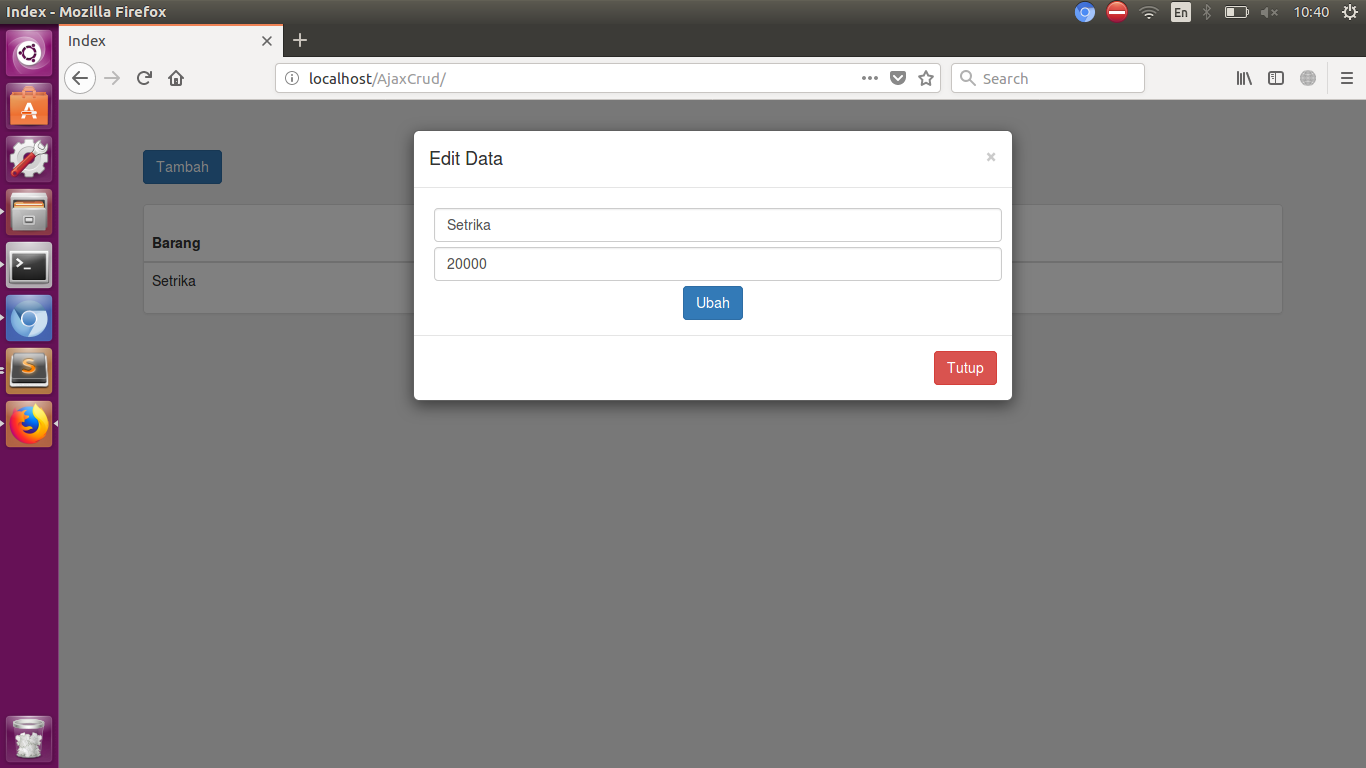 Index - Mozilla Firefox
En
10:40
Index
localhost/AjaxCrud/
Search
Tambah
Edit Data
×
Setrika
Barang
20000
Setrika
Ubah
Tutup